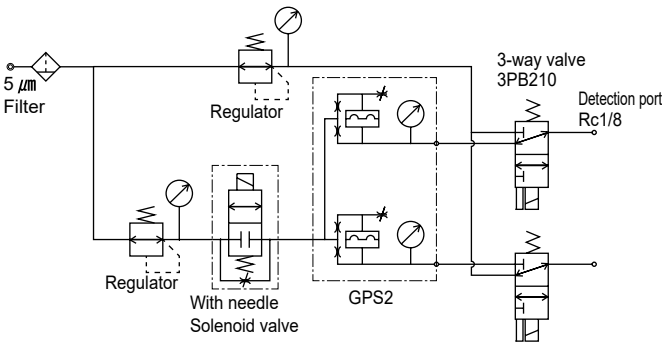 5 μm
Filter
Regulator
3-way valve
3PB210
Detection port
Rc1/8
Regulator
With needle
Solenoid valve
GPS2